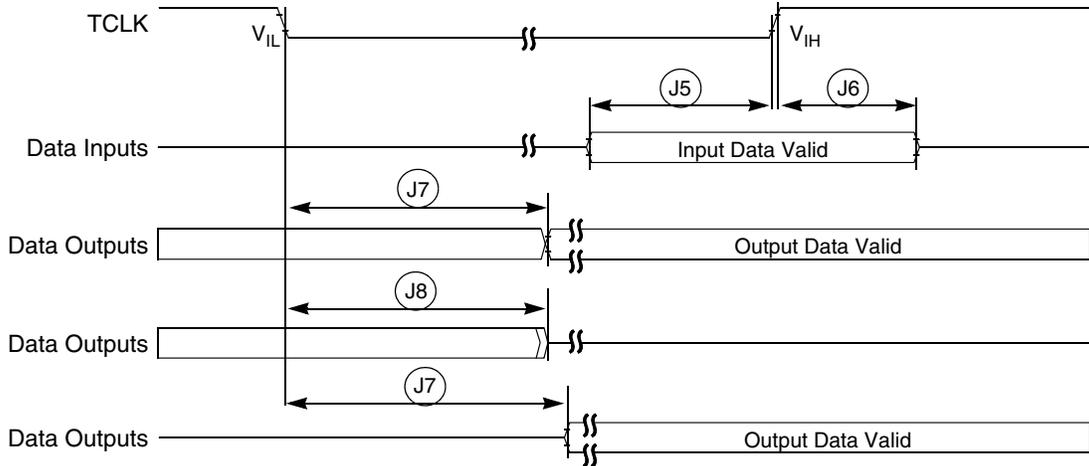 TCLK
VIL
VIH
J5
J6
Data Inputs
Input Data Valid
J7
Data Outputs
Output Data Valid
J8
Data Outputs
J7
Data Outputs
Output Data Valid